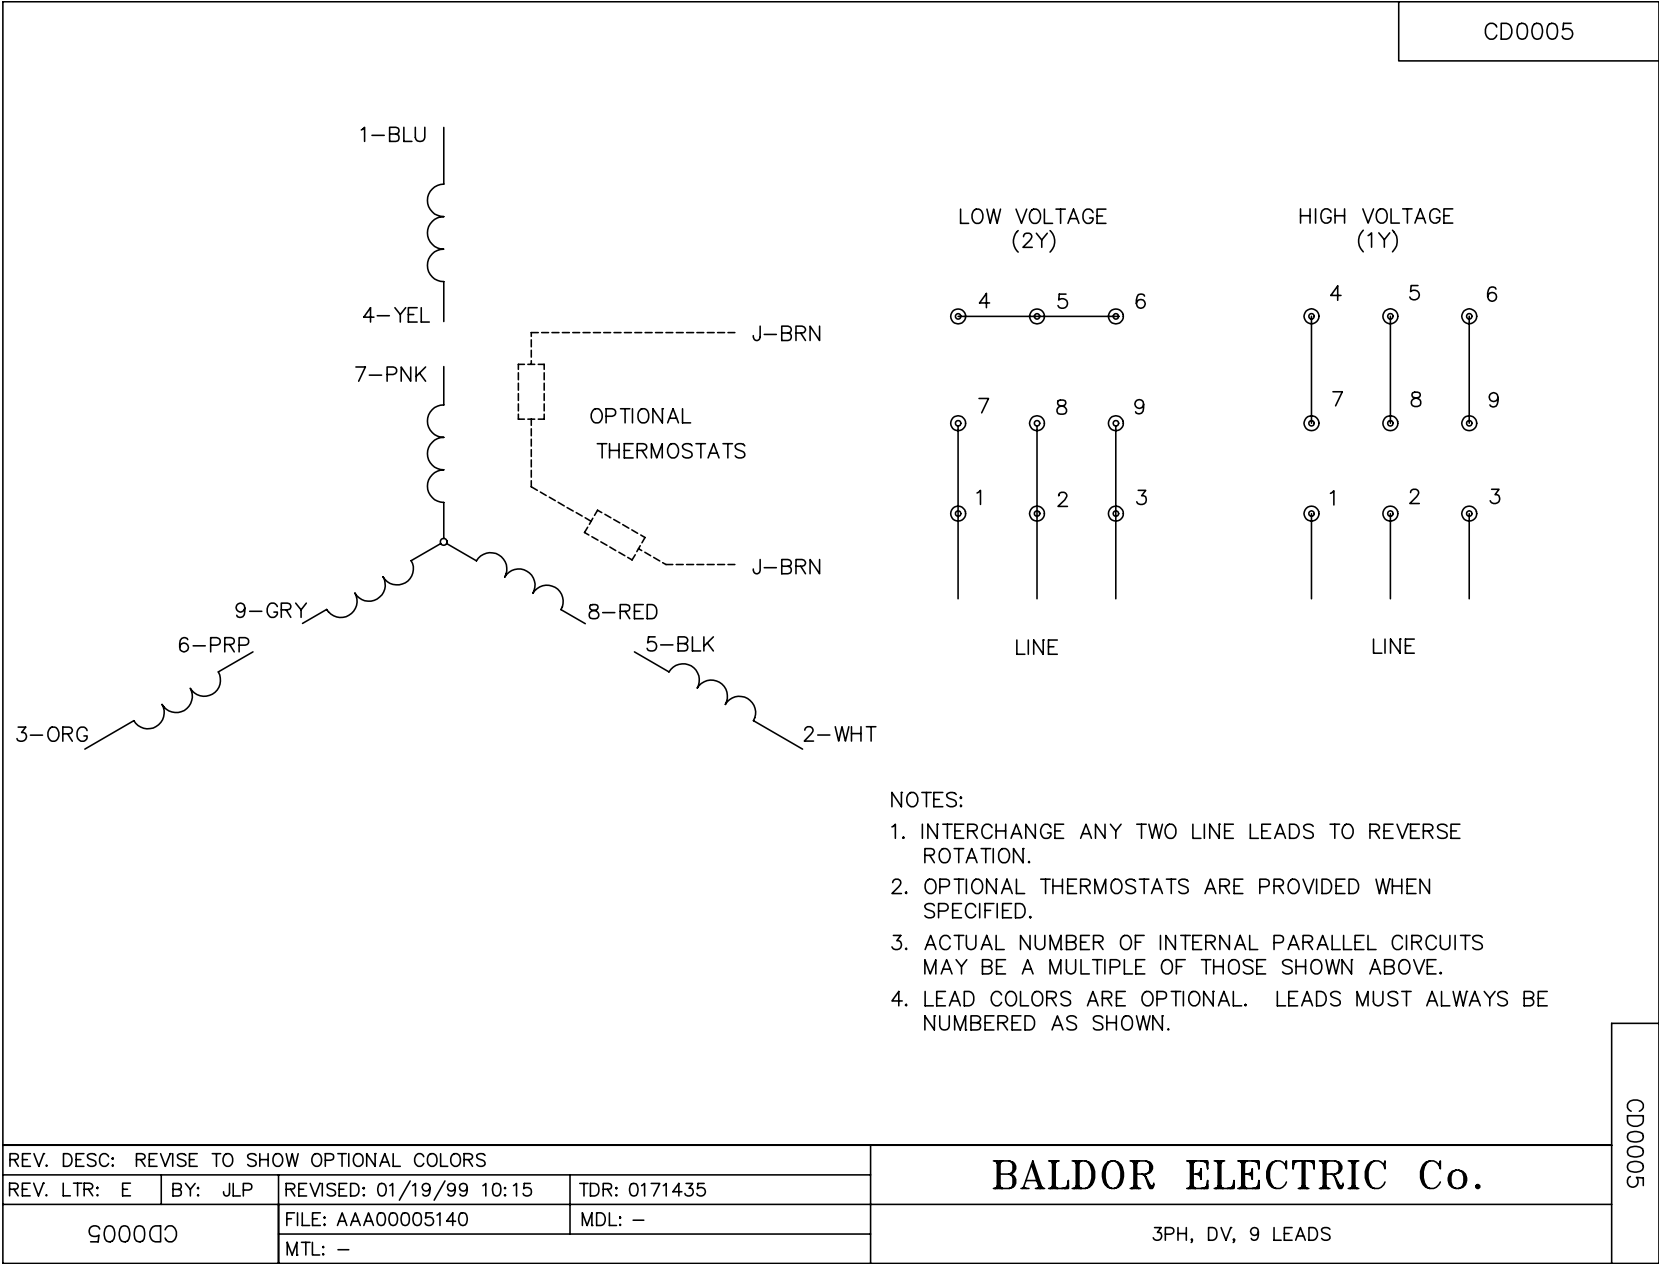 CD0005
1-BLU
4-YEL
7-PNK
J-BRN
OPTIONAL
THERMOSTATS
J-BRN
9-GRY
8-RED
6-PRP
5-BLK
3-ORG
2-WHT
LOW VOLTAGE
(2Y)
4 5 6
7 8 9
1 2 3
LINE
HIGH VOLTAGE
(1Y)
4 5 6
7 8 9
1 2 3
LINE
NOTES:
1. INTERCHANGE ANY TWO LINE LEADS TO REVERSE
ROTATION.
2. OPTIONAL THERMOSTATS ARE PROVIDED WHEN
SPECIFIED.
3. ACTUAL NUMBER OF INTERNAL PARALLEL CIRCUITS
MAY BE A MULTIPLE OF THOSE SHOWN ABOVE.
4. LEAD COLORS ARE OPTIONAL. LEADS MUST ALWAYS BE
NUMBERED AS SHOWN.
CD0005
REV. DESC: REVISE TO SHOW OPTIONAL COLORS
REV. LTR: E BY: JLP REVISED: 01/19/99 10:15 TDR: 0171435
CD0005
FILE: AAA00005140 MDL: -
MTL: -
BALDOR ELECTRIC Co.
3PH, DV, 9 LEADS